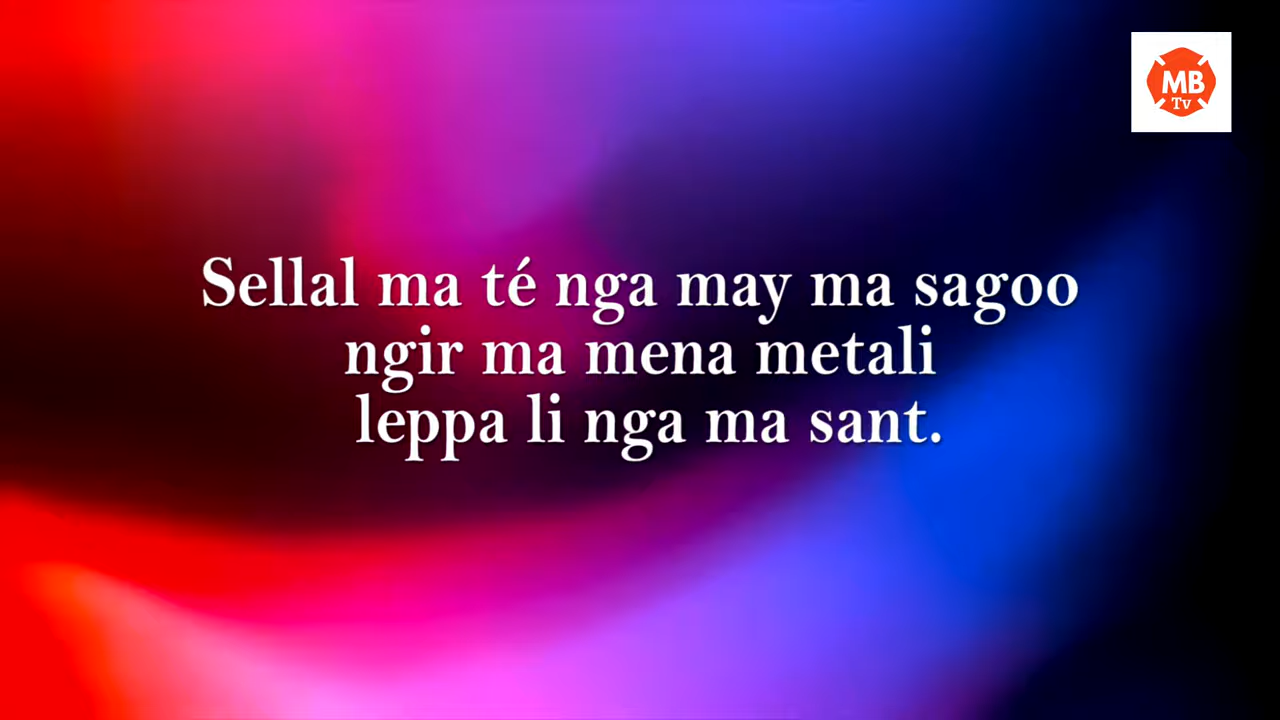 MB
Tv
Sellal ma té nga may ma sagoo
ngir ma mena metali
leppa li nga ma sant.